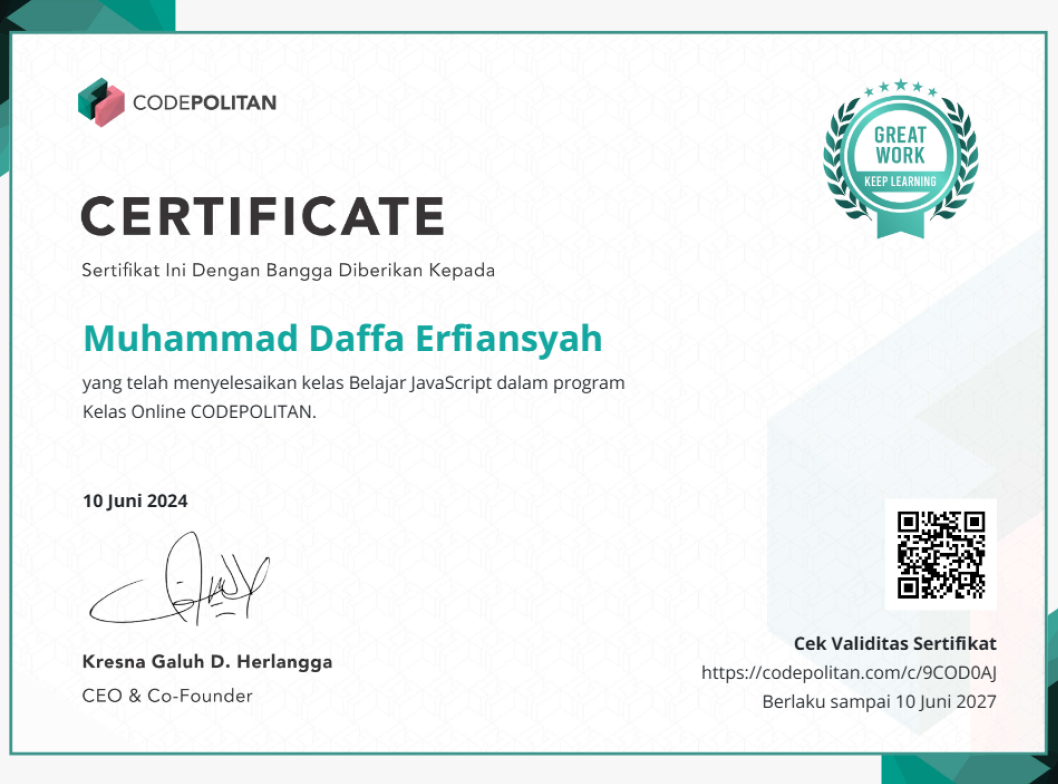 CODEPOLITAN
GREAT
WORK
KEEP LEARNING
CERTIFICATE
Sertifikat Ini Dengan Bangga Diberikan Kepada
Muhammad Daffa Erfiansyah
yang telah menyelesaikan kelas Belajar JavaScript dalam program
Kelas Online CODEPOLITAN.
10 Juni 2024
Kresna Galuh D. Herlangga
CEO & Co-Founder
Cek Validitas Sertifikat
https://codepolitan.com/c/9COD0AJ
Berlaku sampai 10 Juni 2027